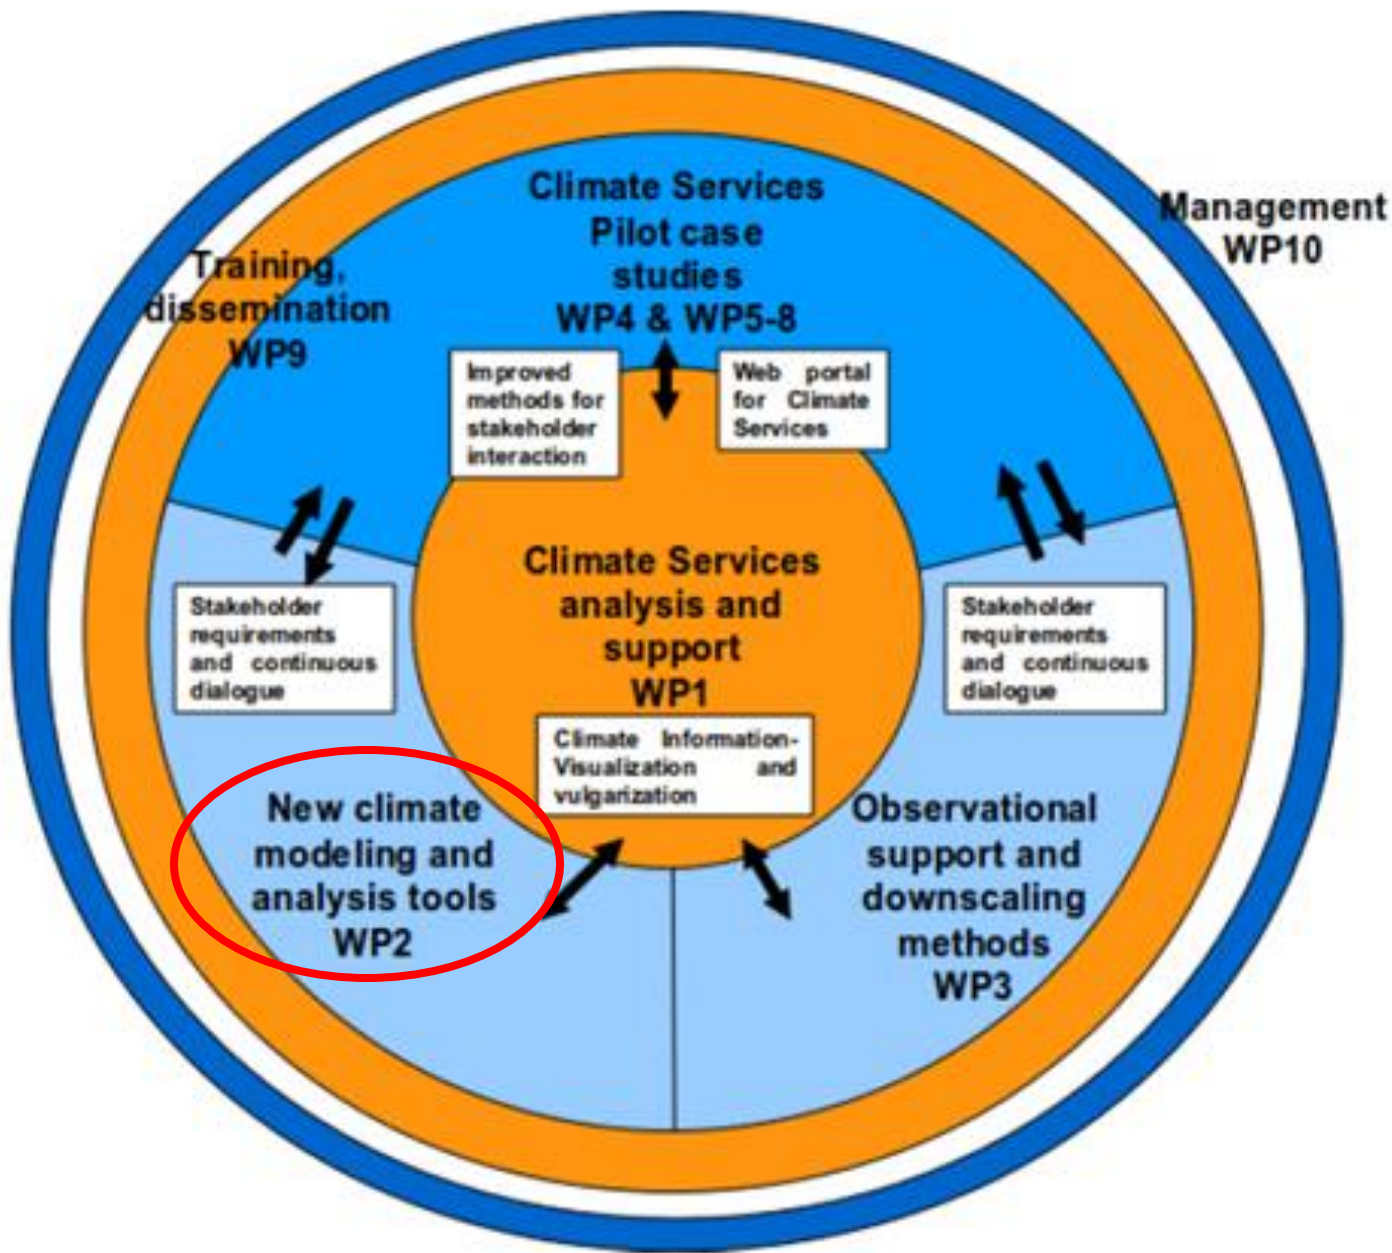 Climate Services
Pilot case
studies
WP4 & WP5-8
Management
WP10
Training,
dissemination
WP9
Improved
methods for
stakeholder
interaction
Web portal
for Climate
Services
Climate Services
analysis and
support
WP1
Stakeholder
requirements
and continuous
dialogue
Stakeholder
requirements
and continuous
dialogue
Climate Information-
Visualization and
vulgarization
New climate
modeling and
analysis tools
WP2
Observational
support and
downscaling
methods
WP3